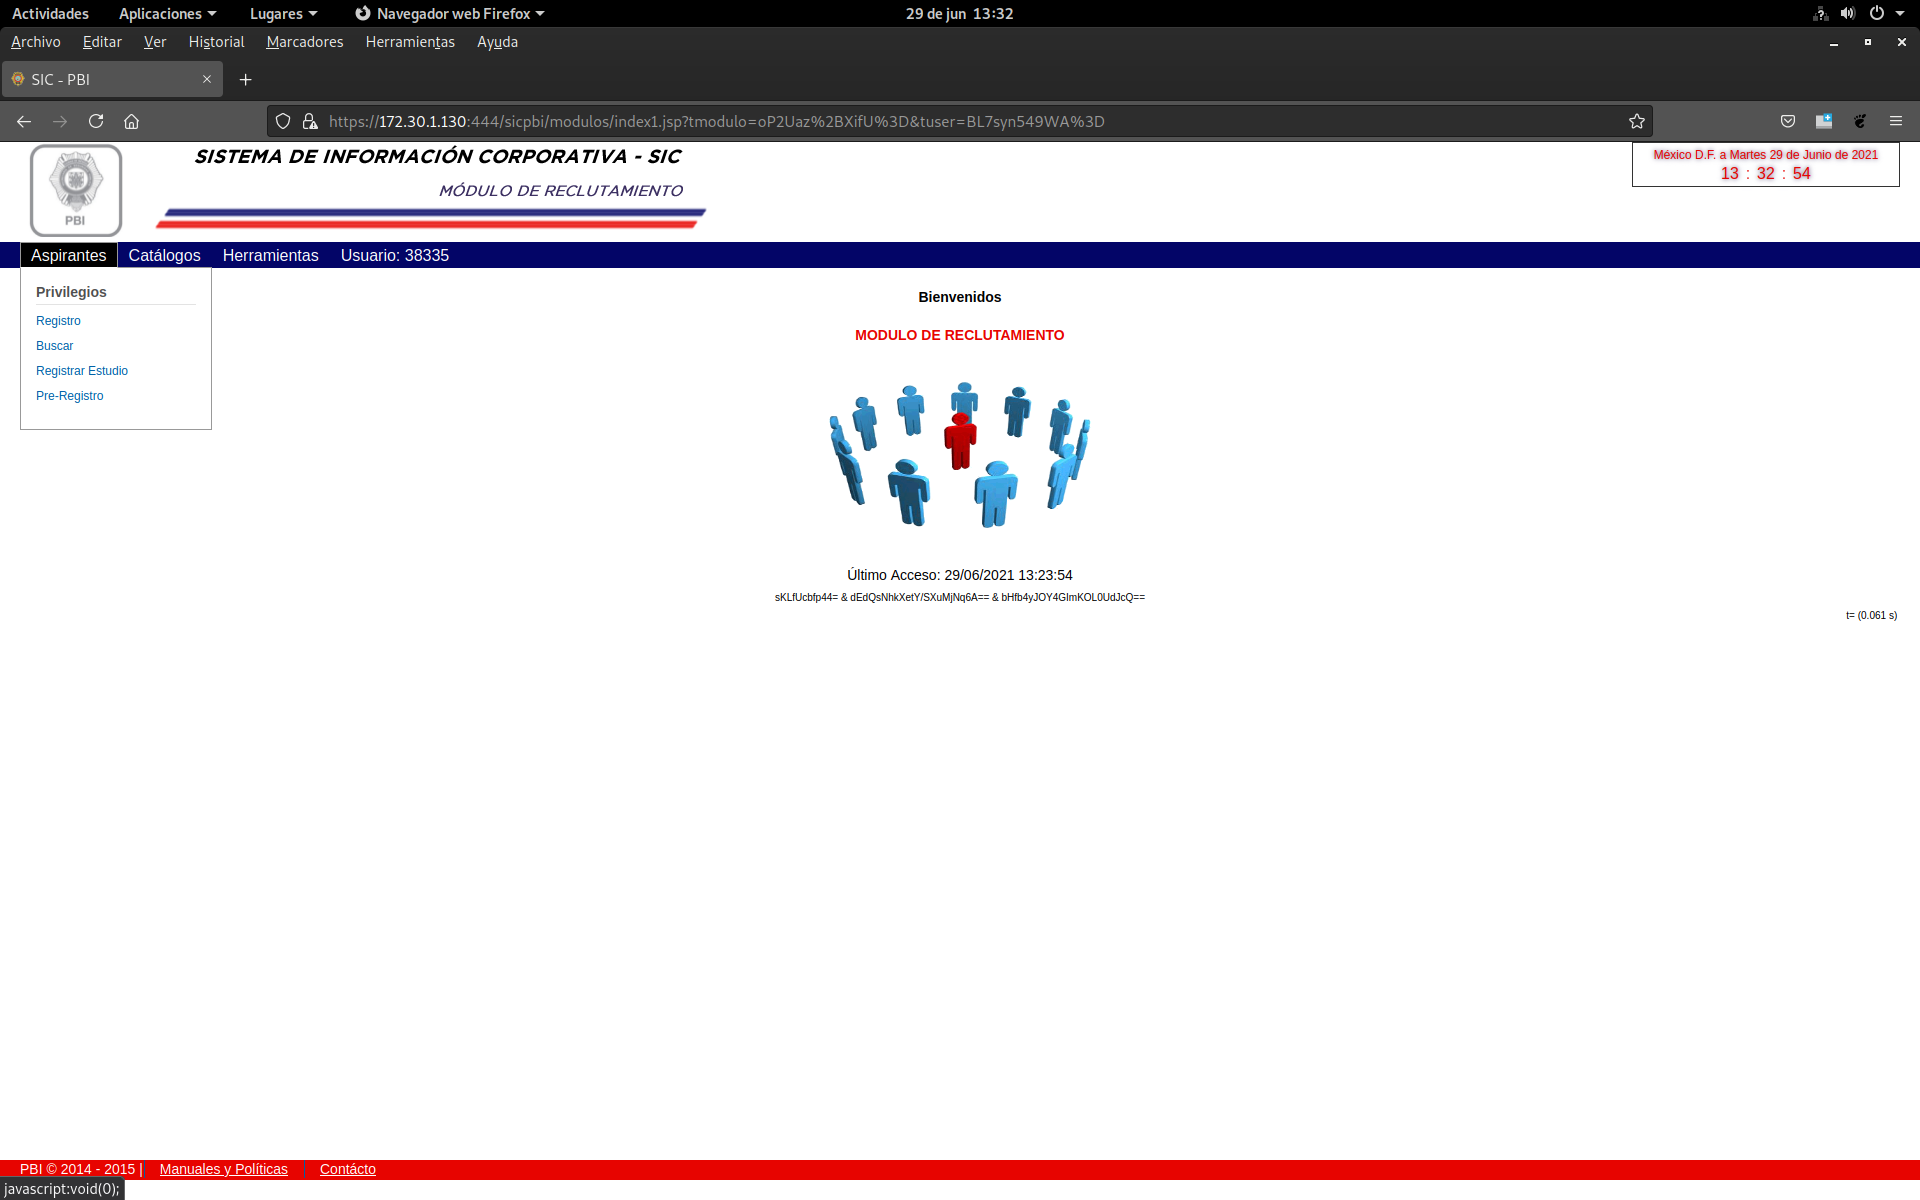 Actividades Aplicaciones Lugares Navegador web Firefox 29 de jun 13:32
Archivo Editar Ver Historial Marcadores Herramientas Ayuda
SIC - PBI
https://172.30.1.130:444/sicpbi/modulos/index1.jsp?tmodulo=oP2Uaz%2BXifU%3D&tuser=BL7syn549WA%3D
PBI
SISTEMA DE INFORMACIÓN CORPORATIVA - SIC
MÓDULO DE RECLUTAMIENTO
México D.F. a Martes 29 de Junio de 2021
13 : 32 : 54
Aspirantes Catálogos Herramientas Usuario: 38335
Privilegios
Registro
Buscar
Registrar Estudio
Pre-Registro
Bienvenidos
MODULO DE RECLUTAMIENTO
Último Acceso: 29/06/2021 13:23:54
sKLfUcbfp44= & dEdQsNhkXetY/SXuMjNq6A== & bHfb4yJOY4GImKOL0UdJcQ==
t= (0.061 s)
PBI © 2014 - 2015 | Manuales y Políticas Contácto
javascript:void(0);